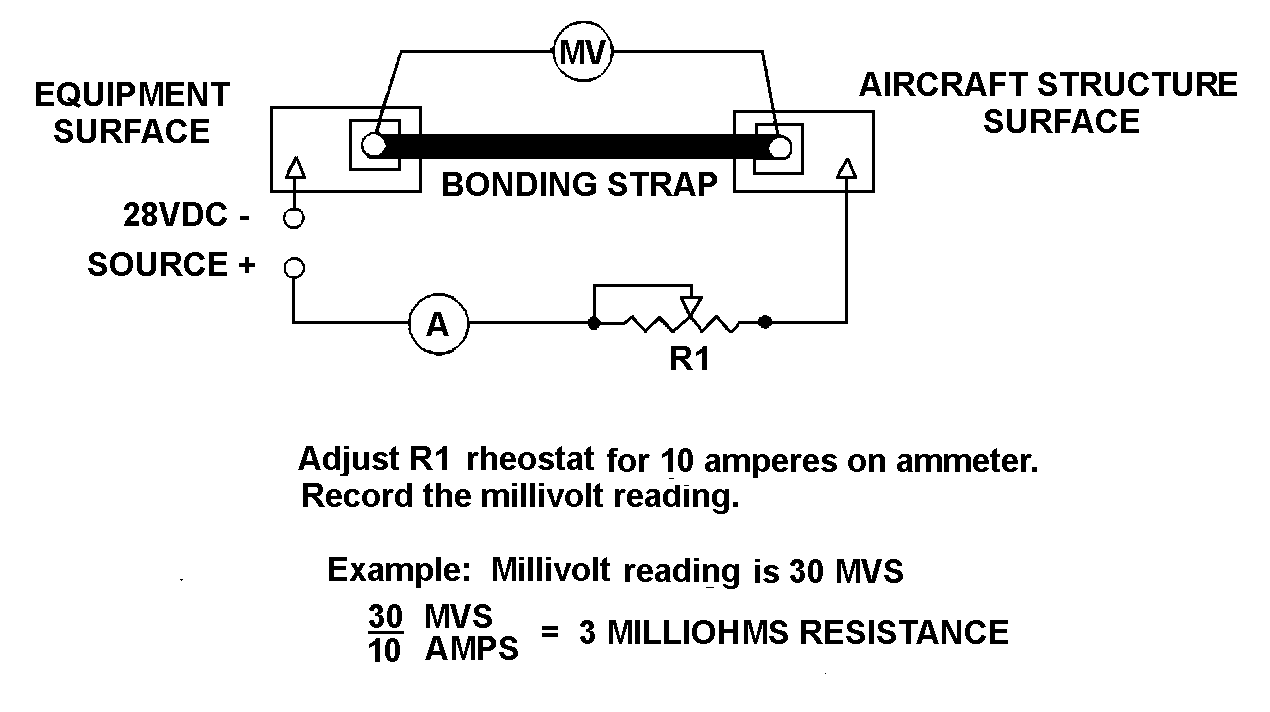 MV
EQUIPMENT
SURFACE
AIRCRAFT STRUCTURE
SURFACE
BONDING STRAP
28VDC -
SOURCE +
A
R1
Adjust R1 rheostat for 10 amperes on ammeter.
Record the millivolt reading.
Example: Millivolt reading is 30 MVS
30 MVS
10 AMPS
= 3 MILLIOHMS RESISTANCE